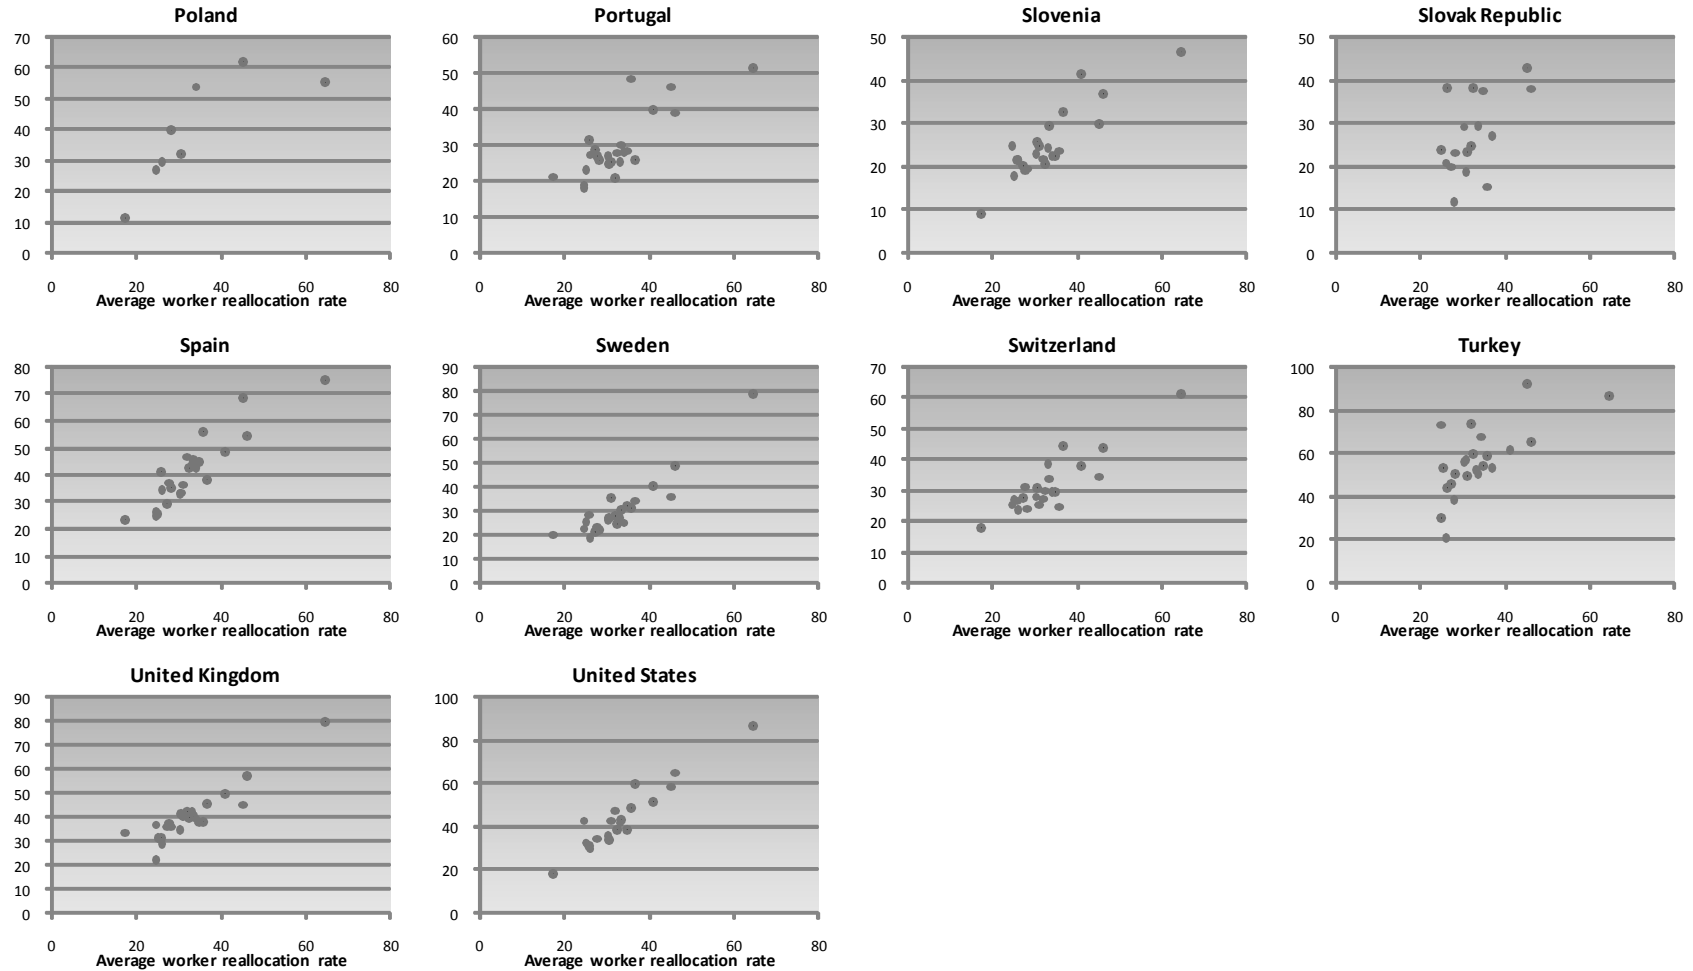 Poland Portugal Slovenia Slovak Republic
70 60 50 50
60 50 40 40
50 40 30 30
40 30 20 20
30 20 10 10
20 10 0 0
10 0
0
0 20 40 60 80 0 20 40 60 80 0 20 40 60 80 0 20 40 60 80
Average worker reallocation rate Average worker reallocation rate Average worker reallocation rate Average worker reallocation rate
Spain Sweden Switzerland Turkey
80 90 70 100
70 80 60 80
60 70 50 60
50 60 40 40
40 50 30 20
30 40 20 0
20 30 10
10 20 0
0 10
0
0 20 40 60 80 0 20 40 60 80 0 20 40 60 80 0 20 40 60 80
Average worker reallocation rate Average worker reallocation rate Average worker reallocation rate Average worker reallocation rate
United Kingdom United States
90 100
80 80
70 60
60 40
50 20
40 0
30
20
10
0
0 20 40 60 80 0 20 40 60 80
Average worker reallocation rate Average worker reallocation rate